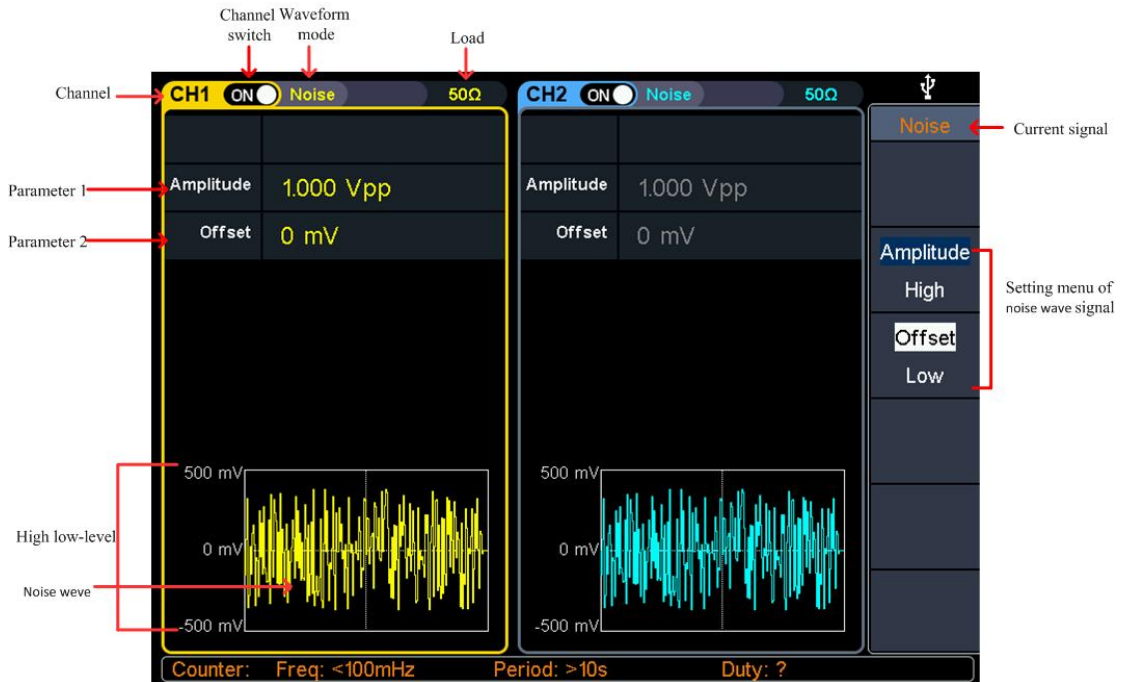 Channel Waveform
switch mode
Load
Channel
CH1 ON Noise 50Ω
CH2 ON Noise 50Ω
Noise
Current signal
Parameter 1
Amplitude 1.000 Vpp
Amplitude 1.000 Vpp
Parameter 2
Offset 0 mV
Offset 0 mV
Amplitude
High
Offset
Low
Setting menu of
noise wave signal
500 mV
0 mV
-500 mV
500 mV
0 mV
-500 mV
High low-level
Noise weve
Counter: Freq: <100mHz Period: >10s Duty: ?